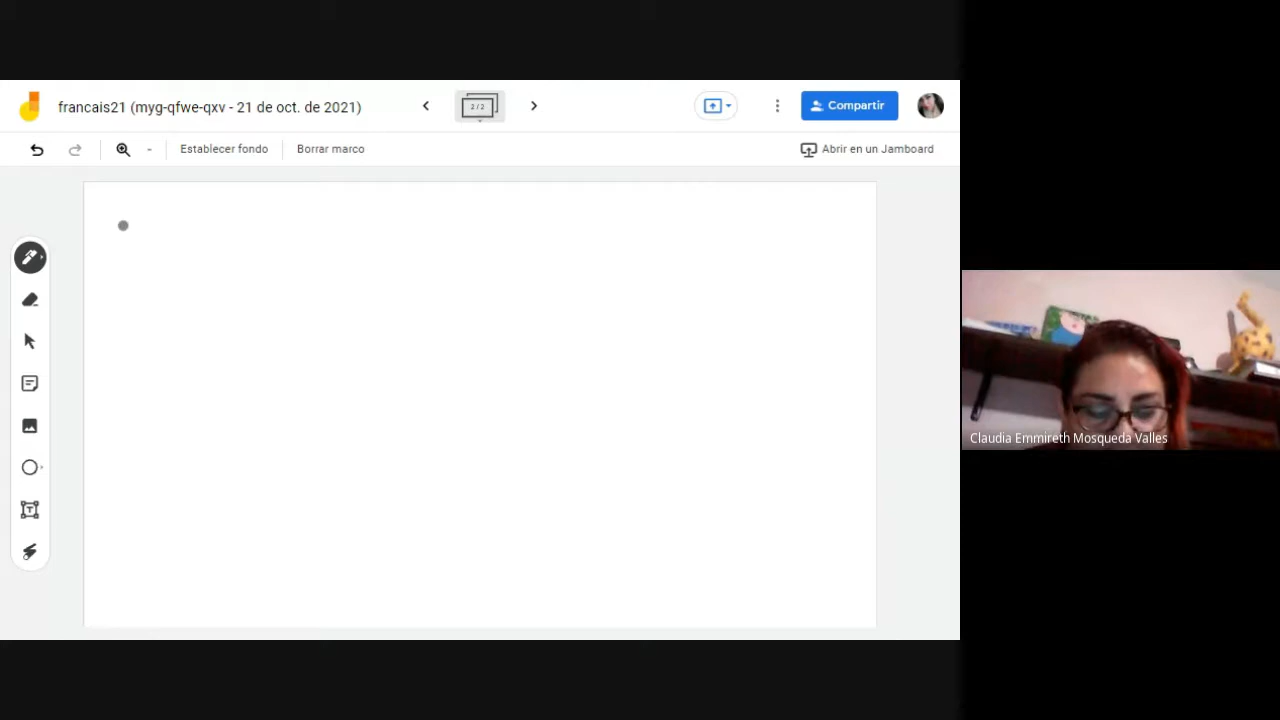 francais21 (myg-qfwe-qxv - 21 de oct. de 2021)
2 / 2
Compartir
Establecer fondo
Borrar marco
Abrir en un Jamboard
Claudia Emmireth Mosqueda Valles